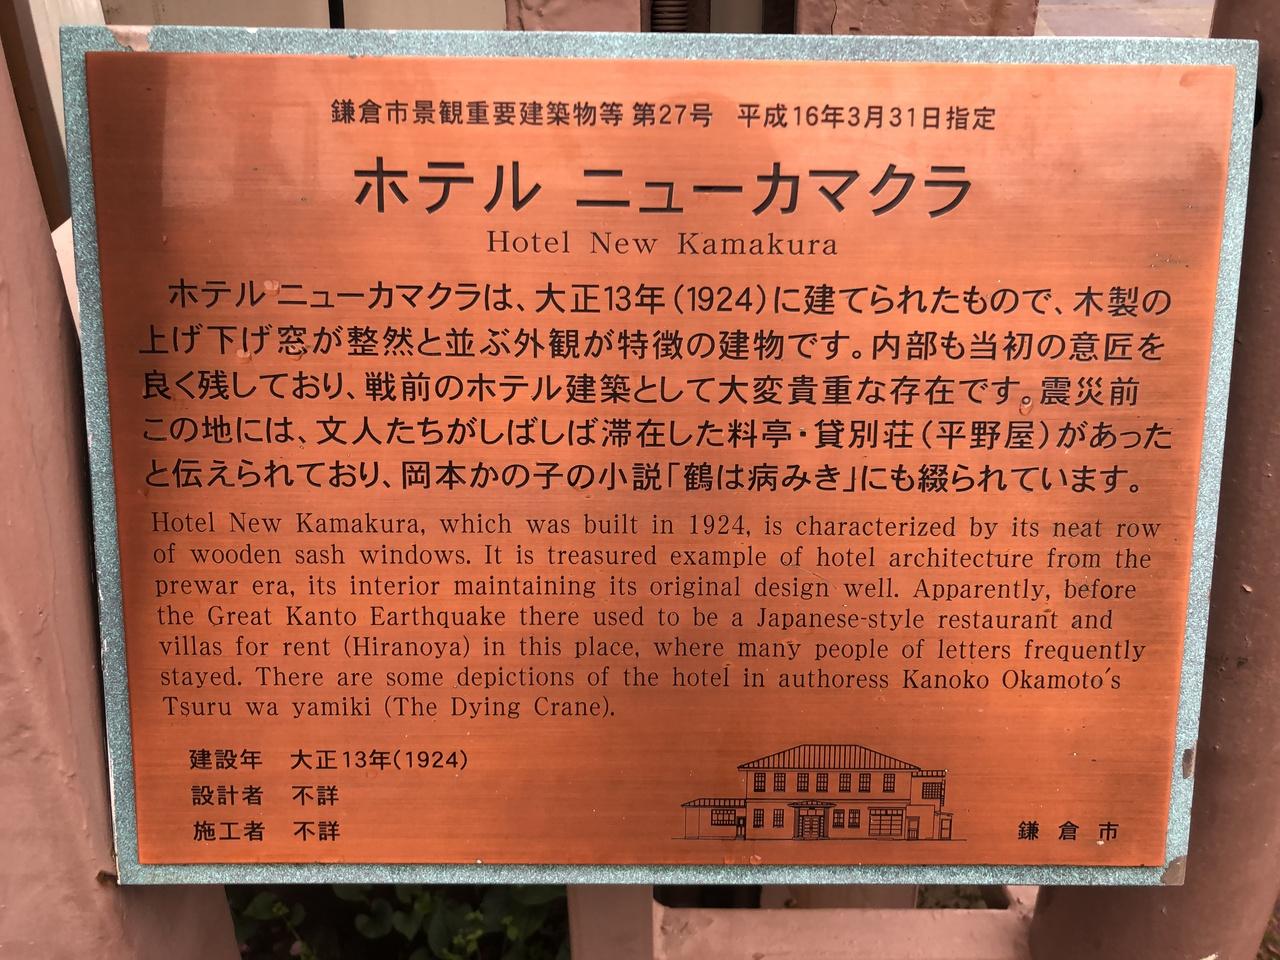 鎌倉市景観重要建築物等 第27号　平成16年3月31日指定
ホテル ニューカマクラ
Hotel New Kamakura
ホテル ニューカマクラは、大正13年(1924)に建てられたもので、木製の
上げ下げ窓が整然と並ぶ外観が特徴の建物です。内部も当初の意匠を
良く残しており、戦前のホテル建築として大変貴重な存在です。震災前
この地には、文人たちがしばしば滞在した料亭・貸別荘(平野屋)があった
と伝えられており、岡本かの子の小説「鶴は病みき」にも綴られています。
Hotel New Kamakura, which was built in 1924, is characterized by its neat row
of wooden sash windows. It is treasured example of hotel architecture from the
prewar era, its interior maintaining its original design well. Apparently, before
the Great Kanto Earthquake there used to be a Japanese-style restaurant and
villas for rent (Hiranoya) in this place, where many people of letters frequently
stayed. There are some depictions of the hotel in authoress Kanoko Okamoto's
Tsuru wa yamiki (The Dying Crane).
建設年　大正13年(1924)
設計者　不詳
施工者　不詳
鎌倉市